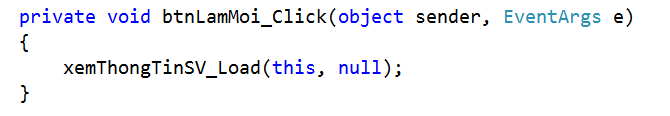 private void btnLamMoi_Click(object sender, EventArgs e)
{
    xemThongTinSV_Load(this, null);
}